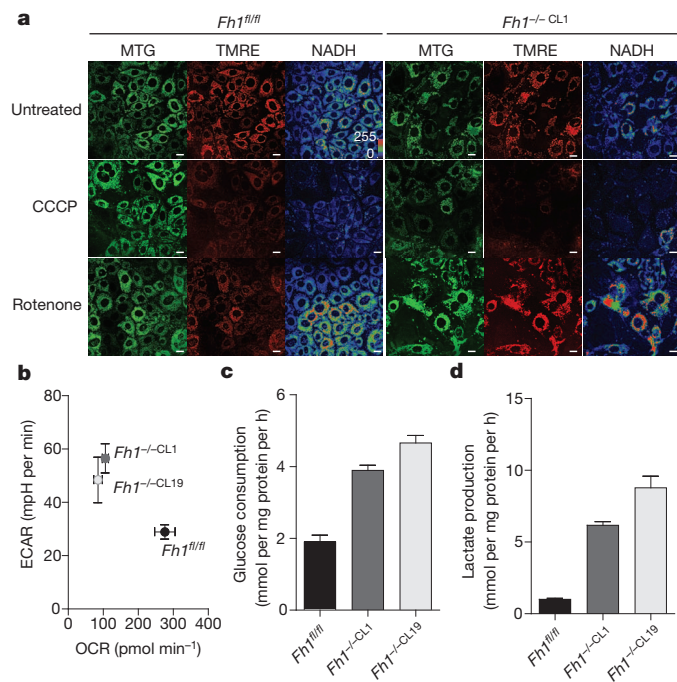 a
Fh1fl/fl
Fh1–/– CL1
MTG TMRE NADH MTG TMRE NADH
Untreated
255
0
CCCP
Rotenone
b
ECAR (mpH per min)
80
60
40
20
0
Fh1–/–CL1
Fh1–/–CL19
Fh1fl/fl
0 100 200 300 400
OCR (pmol min–1)
c
Glucose consumption
(mmol per mg protein per h)
6
4
2
0
Fh1fl/fl
Fh1–/–CL1
Fh1–/–CL19
d
Lactate production
(mmol per mg protein per h)
15
10
5
0
Fh1fl/fl
Fh1–/–CL1
Fh1–/–CL19